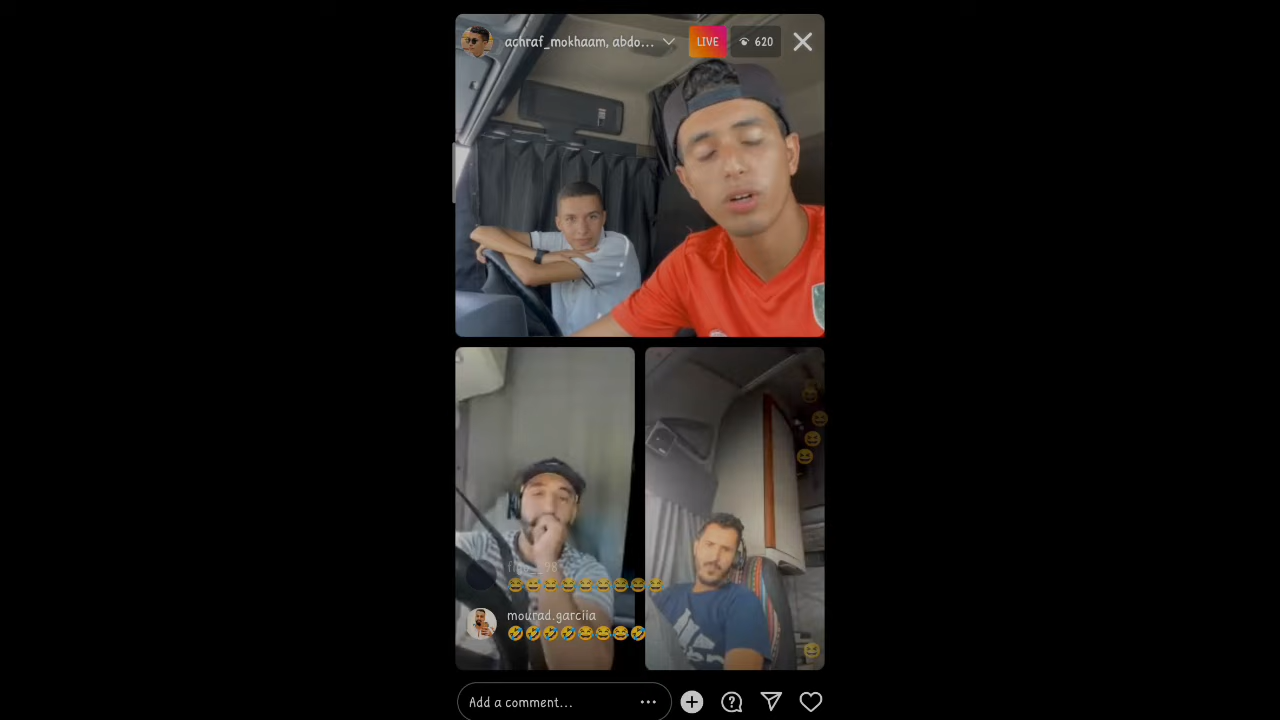 achraf_mokhaam, abdo...
LIVE
620
😂😂😂😂😂😂😂😂😂
mourad.garciia
🤣🤣🤣🤣😂😂😂🤣
Add a comment...